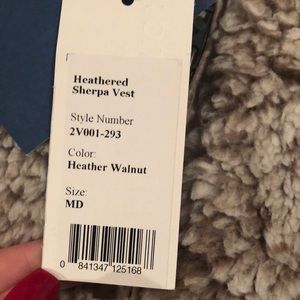 Heathered
Sherpa Vest
Style Number
2V001-293
Color:
Heather Walnut
Size:
MD
0 841347 125168